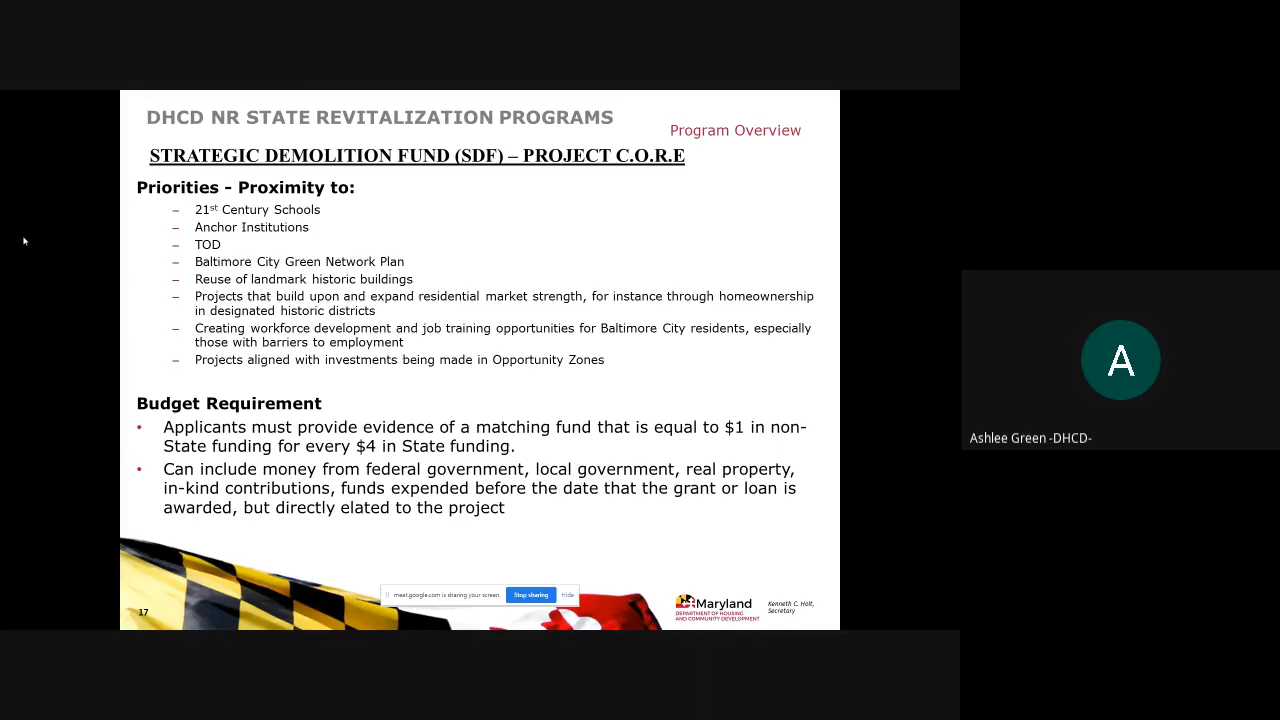 DHCD NR STATE REVITALIZATION PROGRAMS
Program Overview
STRATEGIC DEMOLITION FUND (SDF) – PROJECT C.O.R.E
Priorities - Proximity to:
– 21st Century Schools
– Anchor Institutions
– TOD
– Baltimore City Green Network Plan
– Reuse of landmark historic buildings
– Projects that build upon and expand residential market strength, for instance through homeownership
in designated historic districts
– Creating workforce development and job training opportunities for Baltimore City residents, especially
those with barriers to employment
– Projects aligned with investments being made in Opportunity Zones
Budget Requirement
• Applicants must provide evidence of a matching fund that is equal to $1 in non-
State funding for every $4 in State funding.
• Can include money from federal government, local government, real property,
in-kind contributions, funds expended before the date that the grant or loan is
awarded, but directly elated to the project
meet.google.com is sharing your screen.
Stop sharing
Hide
17
Maryland
DEPARTMENT OF HOUSING
AND COMMUNITY DEVELOPMENT
Kenneth C. Holt,
Secretary
A
Ashlee Green -DHCD-